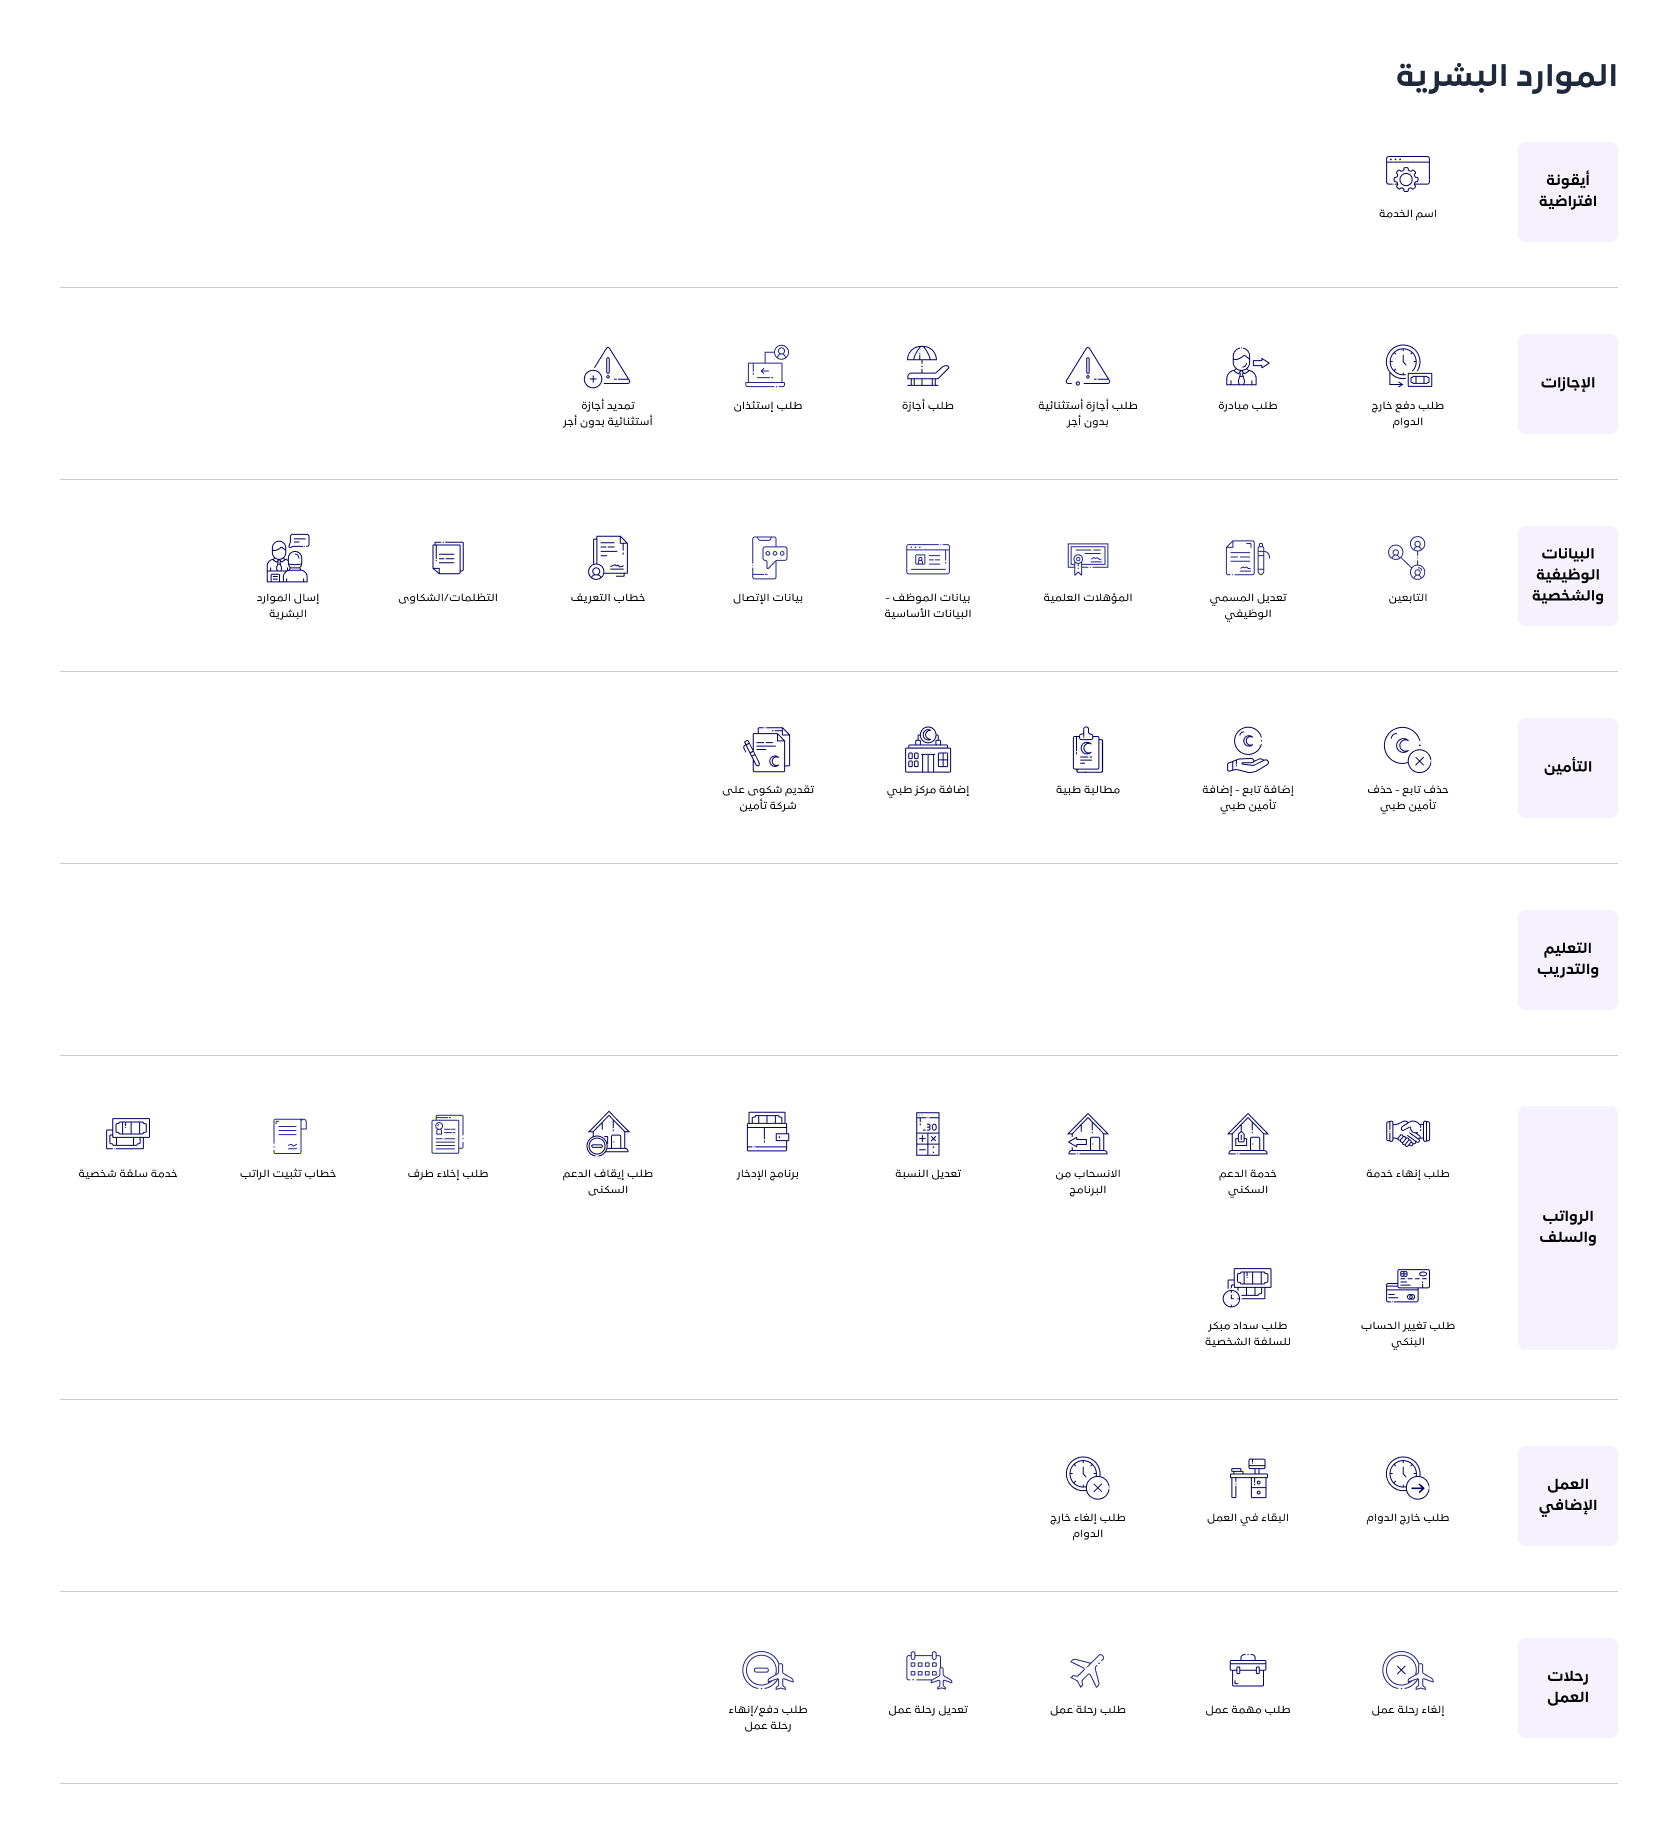 الموارد البشرية
أيقونة
افتراضية
اسم الخدمة
الإجازات
طلب دفع خارج
الدوام
طلب مبادرة
طلب أجازة أستثنائية
بدون أجر
طلب أجازة
طلب إستئذان
تمديد أجازة
أستثنائية بدون أجر
البيانات
الوظيفية
والشخصية
التابعين
تعديل المسمي
الوظيفي
المؤهلات العلمية
بيانات الموظف -
البيانات الأساسية
بيانات الإتصال
خطاب التعريف
التظلمات/الشكاوى
إسال الموارد
البشرية
التأمين
حذف تابع - حذف
تأمين طبي
إضافة تابع - إضافة
تأمين طبي
مطالبة طبية
إضافة مركز طبي
تقديم شكوى على
شركة تأمين
التعليم
والتدريب
الرواتب
والسلف
طلب إنهاء خدمة
خدمة الدعم
السكني
الانسحاب من
البرنامج
تعديل النسبة
برنامج الإدخار
طلب إيقاف الدعم
السكنى
طلب إخلاء طرف
خطاب تثبيت الراتب
خدمة سلفة شخصية
طلب تغيير الحساب
البنكي
طلب سداد مبكر
للسلفة الشخصية
العمل
الإضافي
طلب خارج الدوام
البقاء في العمل
طلب إلغاء خارج
الدوام
رحلات
العمل
إلغاء رحلة عمل
طلب مهمة عمل
طلب رحلة عمل
تعديل رحلة عمل
طلب دفع/إنهاء
رحلة عمل